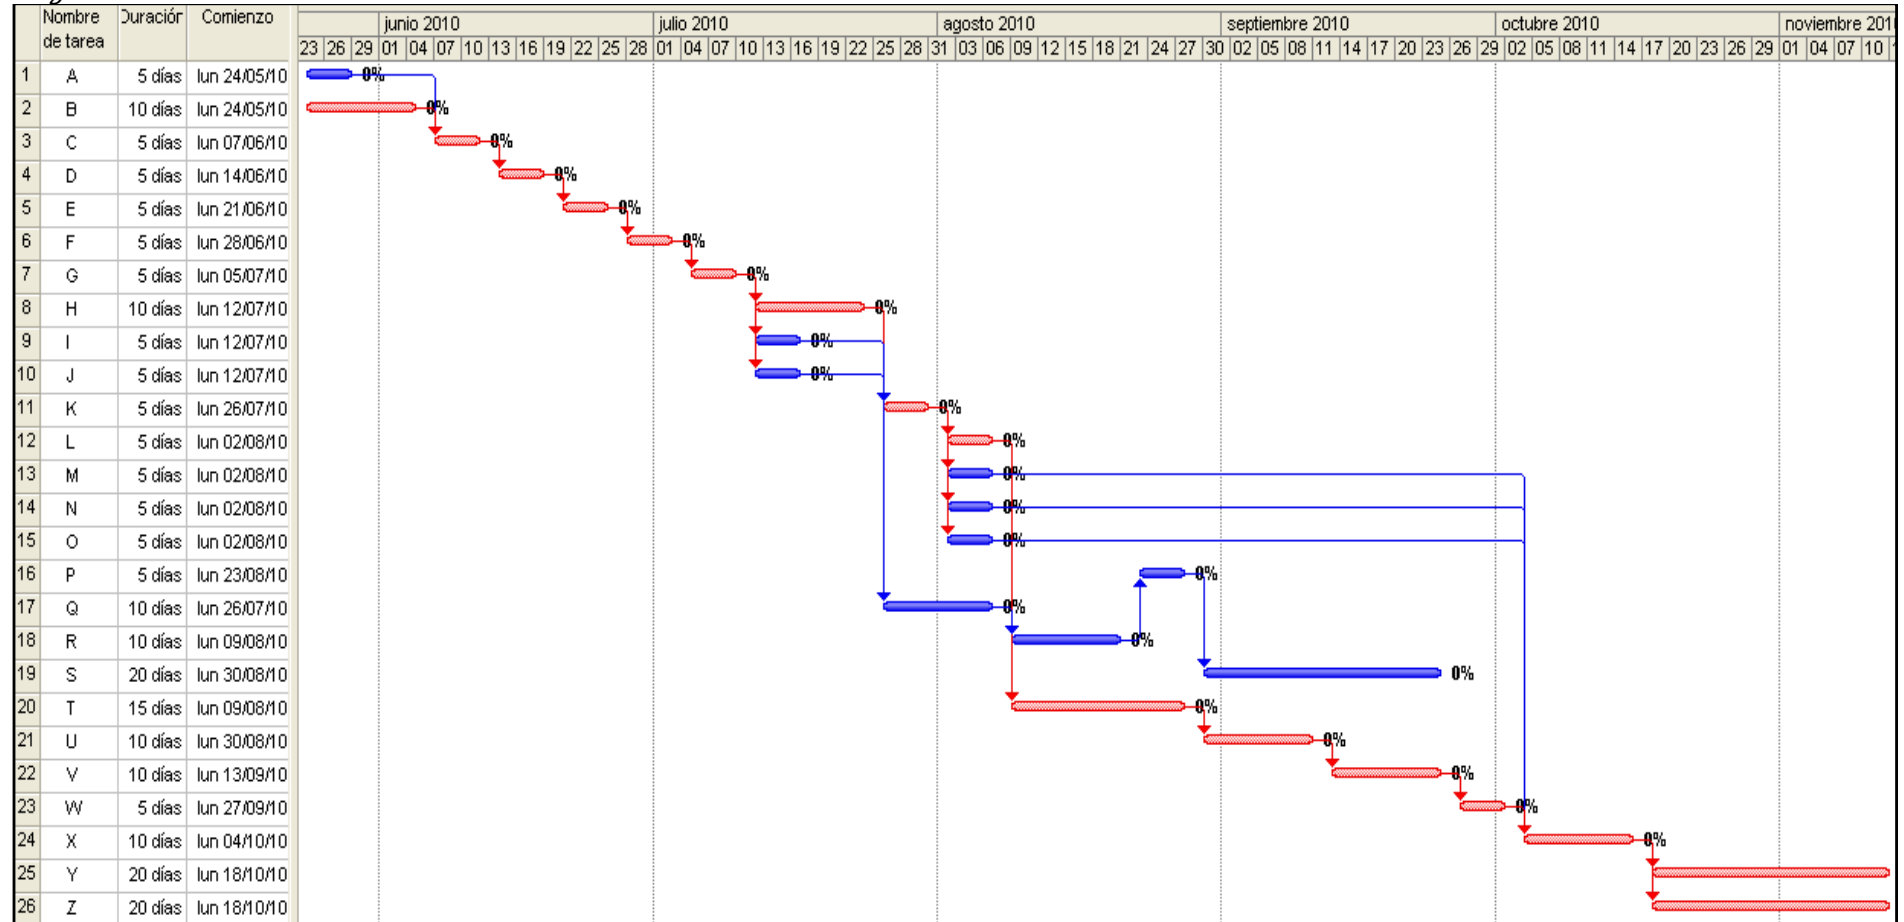 Nombre de tarea Duración Comienzo
junio 2010 julio 2010 agosto 2010 septiembre 2010 octubre 2010 noviembre 201
23 26 29 01 04 07 10 13 16 19 22 25 28 01 04 07 10 13 16 19 22 25 28 31 03 06 09 12 15 18 21 24 27 30 02 05 08 11 14 17 20 23 26 29 02 05 08 11 14 17 20 23 26 29 01 04 07 10
1 A 5 días lun 24/05/10 0%
2 B 10 días lun 24/05/10 0%
3 C 5 días lun 07/06/10 0%
4 D 5 días lun 14/06/10 0%
5 E 5 días lun 21/06/10 0%
6 F 5 días lun 28/06/10 0%
7 G 5 días lun 05/07/10 0%
8 H 10 días lun 12/07/10 0%
9 I 5 días lun 12/07/10 0%
10 J 5 días lun 12/07/10 0%
11 K 5 días lun 26/07/10 0%
12 L 5 días lun 02/08/10 0%
13 M 5 días lun 02/08/10 0%
14 N 5 días lun 02/08/10 0%
15 O 5 días lun 02/08/10 0%
16 P 5 días lun 23/08/10 0%
17 Q 10 días lun 26/07/10 0%
18 R 10 días lun 09/08/10 0%
19 S 20 días lun 30/08/10 0%
20 T 15 días lun 09/08/10 0%
21 U 10 días lun 30/08/10 0%
22 V 10 días lun 13/09/10 0%
23 W 5 días lun 27/09/10 0%
24 X 10 días lun 04/10/10 0%
25 Y 20 días lun 18/10/10
26 Z 20 días lun 18/10/10